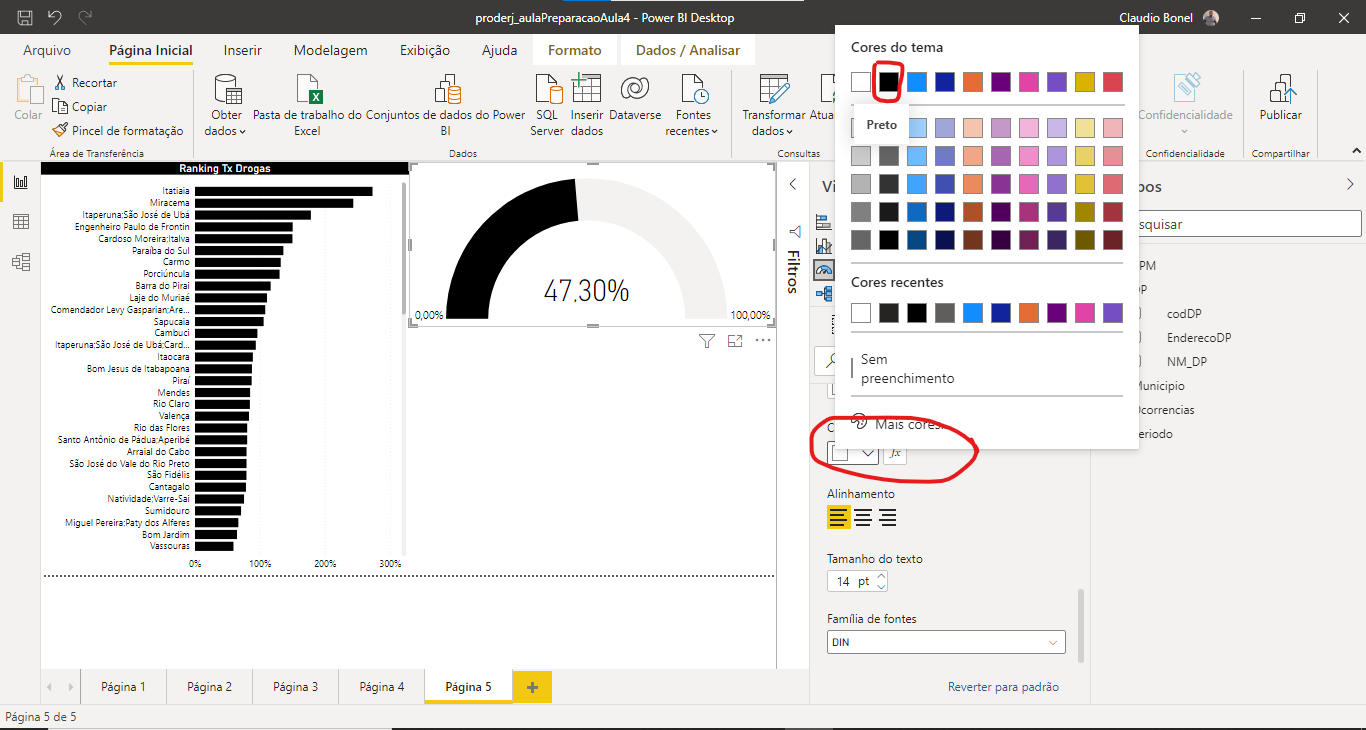 proderj_aulaPreparacaoAula4 - Power BI Desktop
Claudio Bonel
Arquivo
Página Inicial
Inserir
Modelagem
Exibição
Ajuda
Formato
Dados / Analisar
Colar
Recortar
Copiar
Pincel de formatação
Área de Transferência
Obter
dados
Pasta de trabalho do
Excel
Conjuntos de dados do Power
BI
SQL
Server
Inserir
dados
Dataverse
Fontes
recentes
Dados
Transformar
dados
Consultas
Confidencialidade
Confidencialidade
Publicar
Compartilhar
Cores do tema
Preto
Cores recentes
Sem
preenchimento
Mais cores.
Ranking Tx Drogas
Itatiaia
Miracema
Itaperuna;São José de Ubá
Engenheiro Paulo de Frontin
Cardoso Moreira;Italva
Paraíba do Sul
Carmo
Porciúncula
Barra do Piraí
Laje do Muriaé
Comendador Levy Gasparian;Are...
Sapucaia
Cambuci
Itaperuna;São José de Ubá;Card...
Itaocara
Bom Jesus de Itabapoana
Piraí
Mendes
Rio Claro
Valença
Rio das Flores
Santo Antônio de Pádua;Aperibé
Arraial do Cabo
São José do Vale do Rio Preto
São Fidélis
Cantagalo
Natividade;Varre-Sai
Sumidouro
Miguel Pereira;Paty dos Alferes
Bom Jardim
Vassouras
0%
100%
200%
300%
47,30%
0,00%
100,00%
Filtros
codDP
EnderecoDP
NM_DP
fx
Alinhamento
Tamanho do texto
14 pt
Família de fontes
DIN
Reverter para padrão
Página 1
Página 2
Página 3
Página 4
Página 5
+
Página 5 de 5